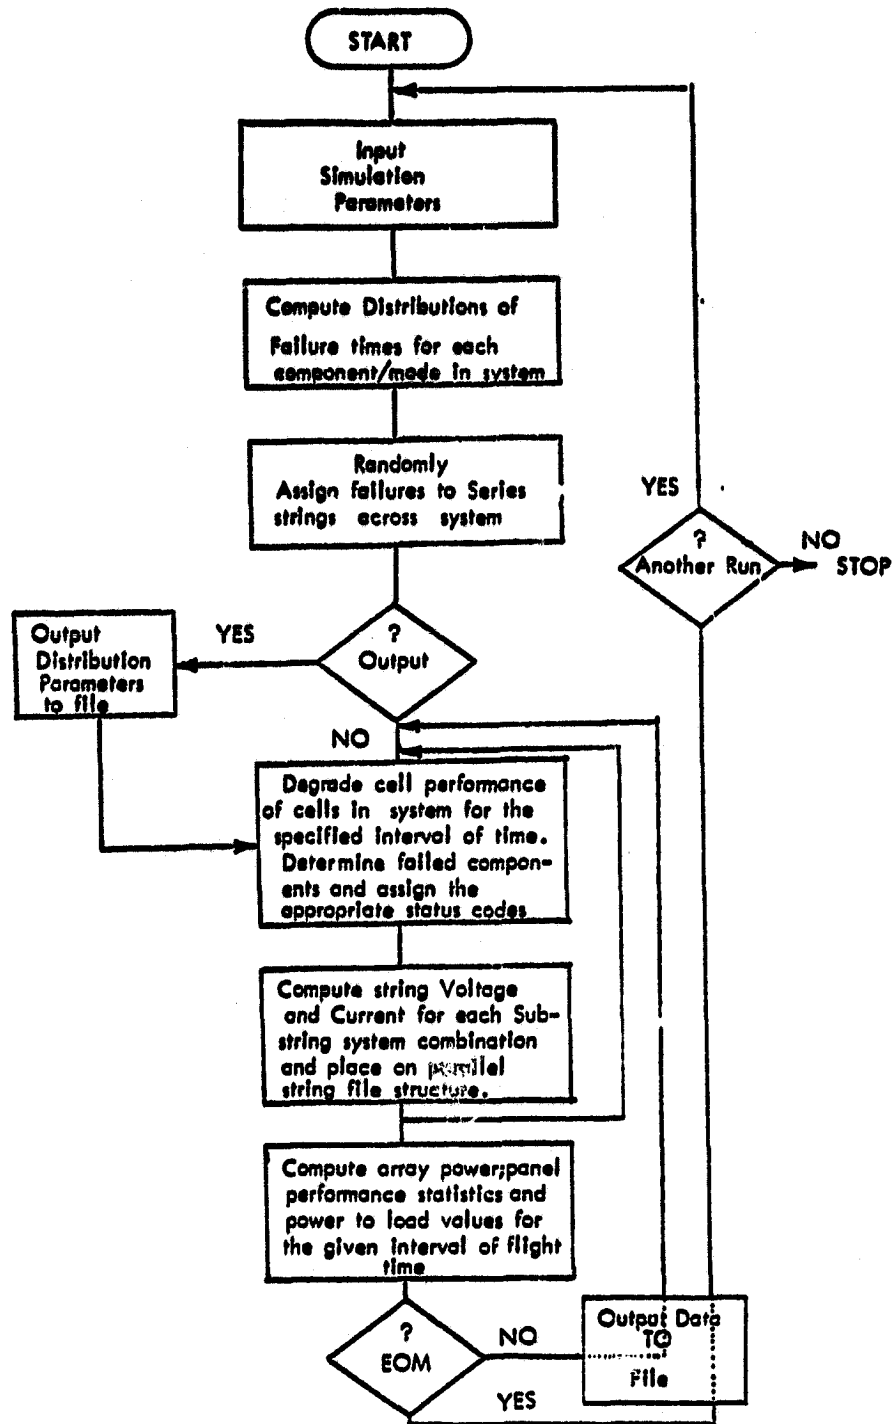 START
Input
Simulation
Parameters
Compute Distributions of
Failure times for each
component/mode in system
Randomly
Assign failures to Series
strings across system
YES
?
Another Run
NO
STOP
?
Output
YES
Output
Distribution
Parameters
to file
NO
Degrade cell performance
of cells in system for the
specified interval of time.
Determine failed compon-
ents and assign the
appropriate status codes
Compute string Voltage
and Current for each Sub-
string system combination
and place on parallel
string file structure.
Compute array power;panel
performance statistics and
power to load values for
the given interval of flight
time
?
EOM
NO
YES
Output Data
TO
File